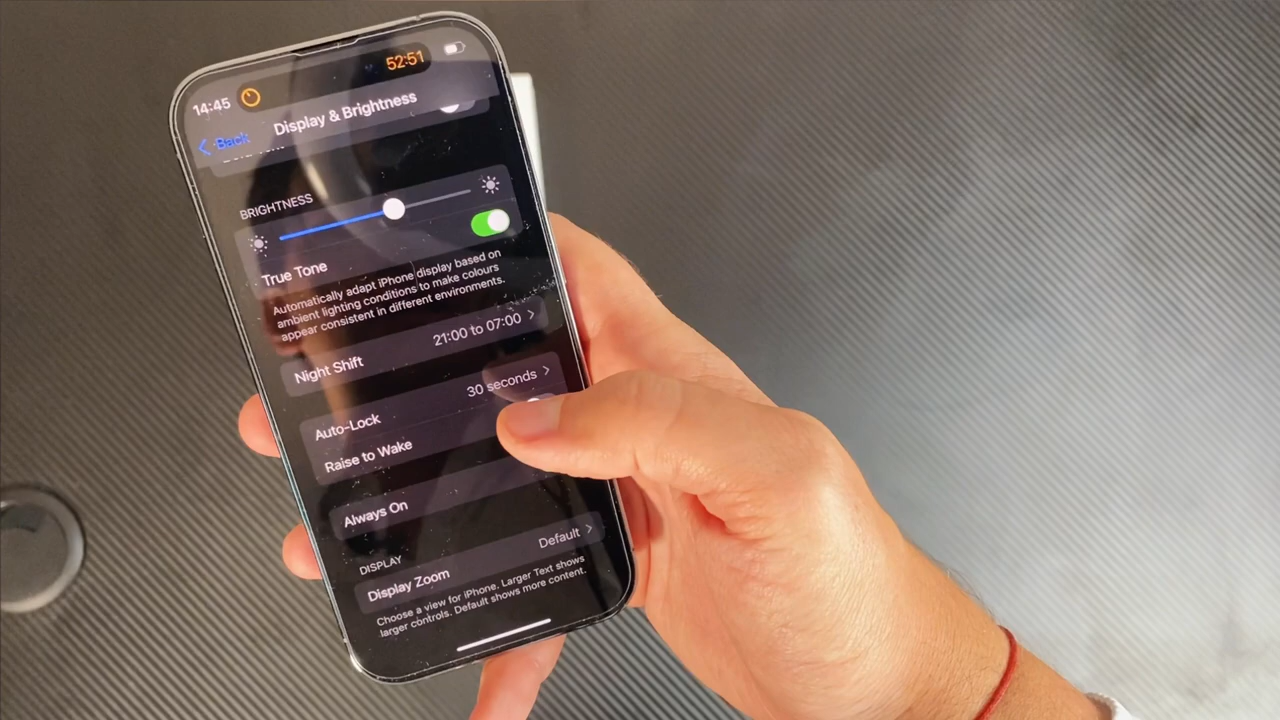 14:45
52:51
Back
Display & Brightness
BRIGHTNESS
True Tone
Automatically adapt iPhone display based on
ambient lighting conditions to make colours
appear consistent in different environments.
Night Shift 21:00 to 07:00
Auto-Lock 30 seconds
Raise to Wake
Always On
DISPLAY
Display Zoom Default
Choose a view for iPhone. Larger Text shows
larger controls. Default shows more content.